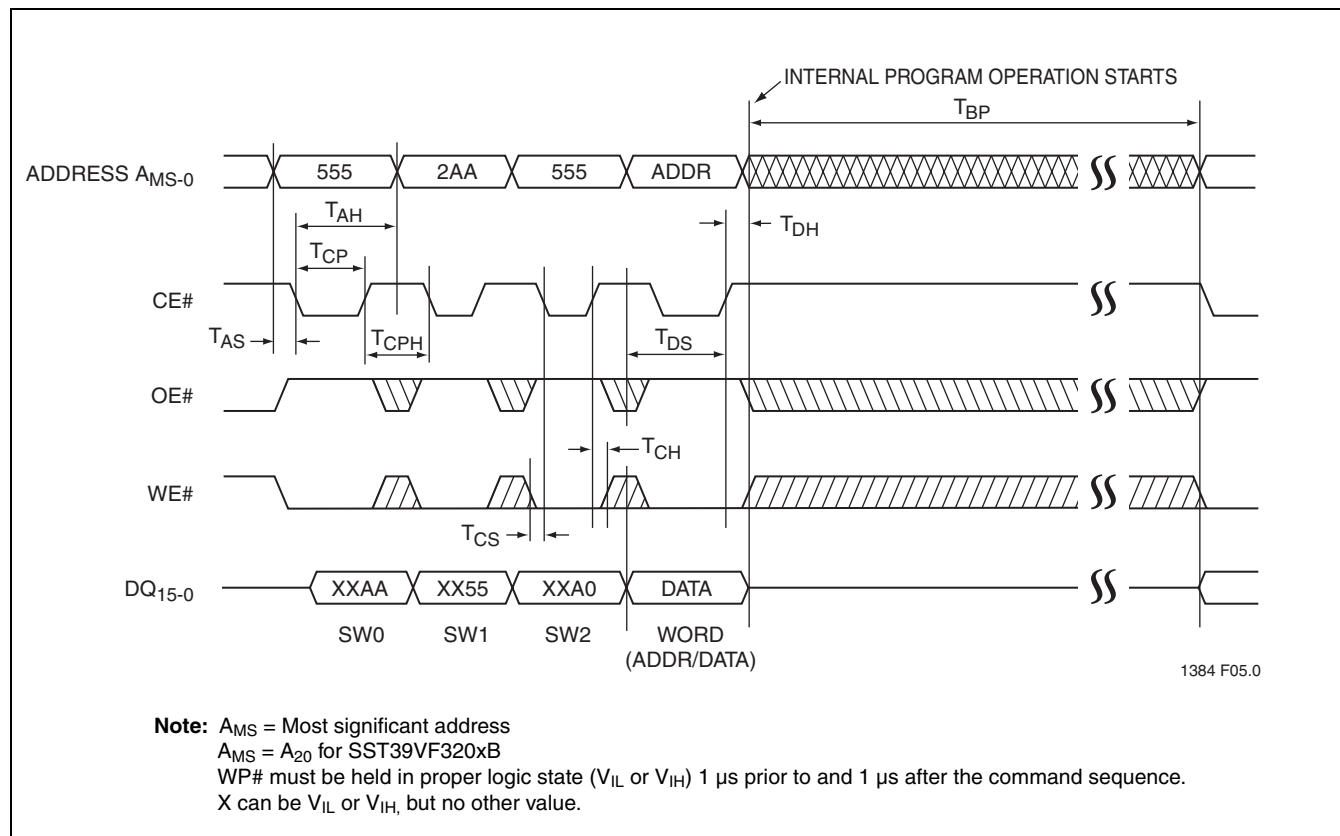 INTERNAL PROGRAM OPERATION STARTS
TBP
ADDRESS AMS-0
555
2AA
555
ADDR
TAH
TDH
TCP
CE#
TAS
TCPH
TDS
OE#
TCH
WE#
TCS
DQ15-0
XXAA
XX55
XXA0
DATA
SW0
SW1
SW2
WORD
(ADDR/DATA)
1384 F05.0
Note: AMS = Most significant address
AMS = A20 for SST39VF320xB
WP# must be held in proper logic state (VIL or VIH) 1 µs prior to and 1 µs after the command sequence.
X can be VIL or VIH, but no other value.